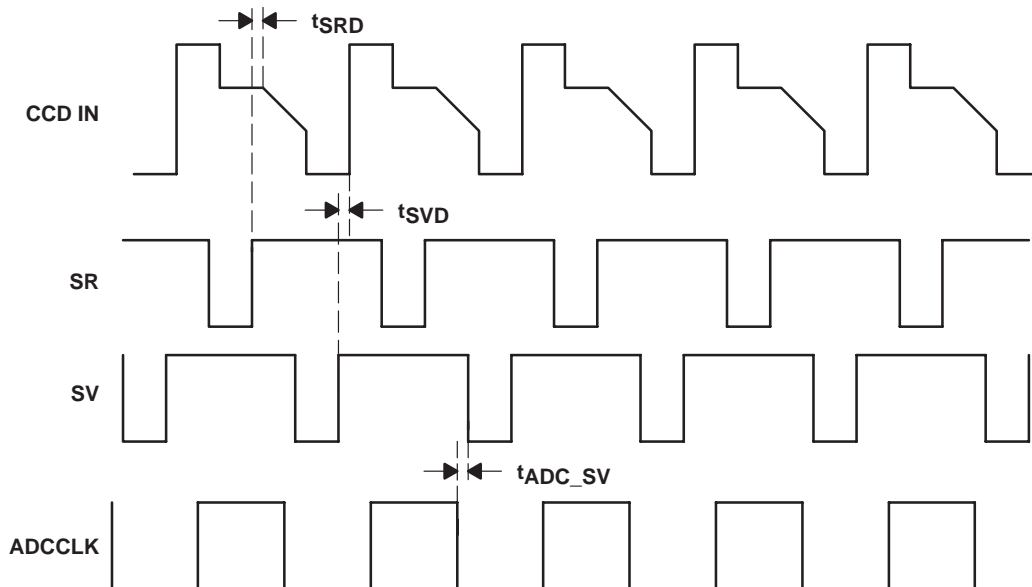 tSRD
CCD IN
tSVD
SR
SV
tADC_SV
ADCCLK